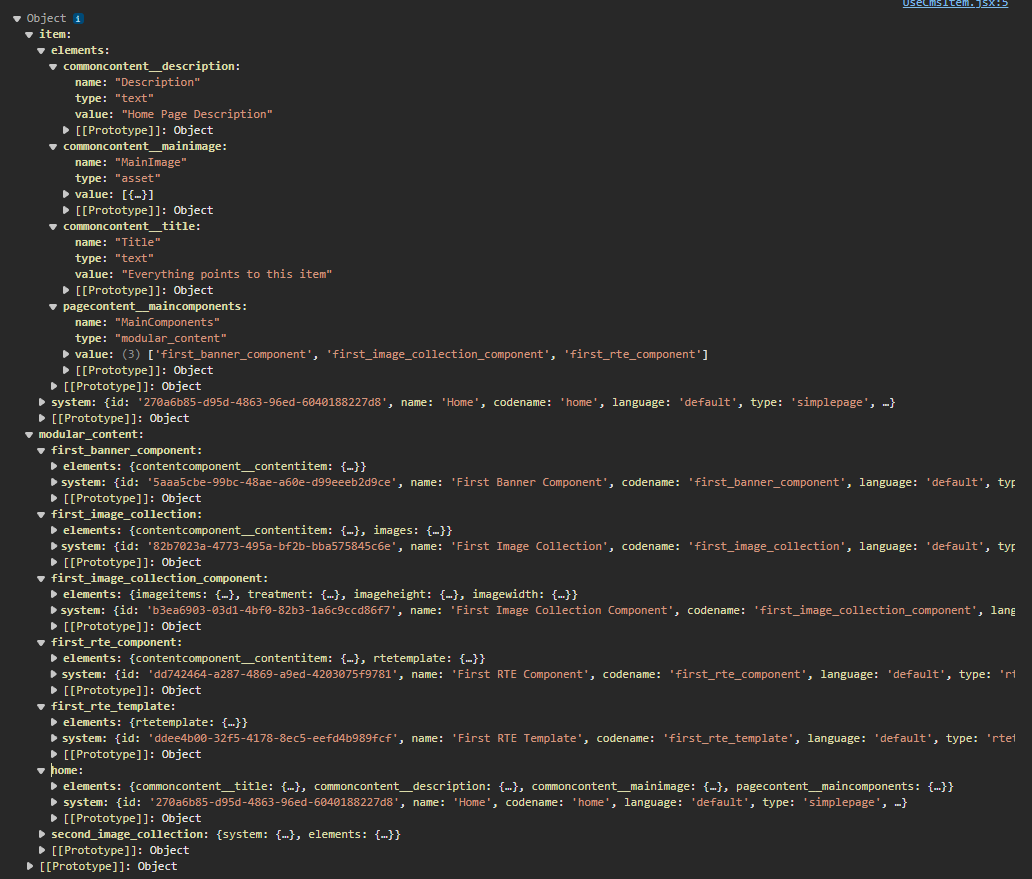 useCmsItem.jsx:5
Object i
item:
elements:
commoncontent__description:
name: "Description"
type: "text"
value: "Home Page Description"
[[Prototype]]: Object
commoncontent__mainimage:
name: "MainImage"
type: "asset"
value: [{…}]
[[Prototype]]: Object
commoncontent__title:
name: "Title"
type: "text"
value: "Everything points to this item"
[[Prototype]]: Object
pagecontent__maincomponents:
name: "MainComponents"
type: "modular_content"
value: (3) ['first_banner_component', 'first_image_collection_component', 'first_rte_component']
[[Prototype]]: Object
[[Prototype]]: Object
system: {id: '270a6b85-d95d-4863-96ed-6040188227d8', name: 'Home', codename: 'home', language: 'default', type: 'simplepage', …}
[[Prototype]]: Object
modular_content:
first_banner_component:
elements: {contentcomponent__contentitem: {…}}
system: {id: '5aaa5cbe-99bc-48ae-a60e-d99eeeb2d9ce', name: 'First Banner Component', codename: 'first_banner_component', language: 'default', typ
[[Prototype]]: Object
first_image_collection:
elements: {contentcomponent__contentitem: {…}, images: {…}}
system: {id: '82b7023a-4773-495a-bf2b-bba575845c6e', name: 'First Image Collection', codename: 'first_image_collection', language: 'default', typ
[[Prototype]]: Object
first_image_collection_component:
elements: {imageitems: {…}, treatment: {…}, imageheight: {…}, imagewidth: {…}}
system: {id: 'b3ea6903-03d1-4bf0-82b3-1a6c9ccd86f7', name: 'First Image Collection Component', codename: 'first_image_collection_component', lang
[[Prototype]]: Object
first_rte_component:
elements: {contentcomponent__contentitem: {…}, rtetemplate: {…}}
system: {id: 'dd742464-a287-4869-a9ed-4203075f9781', name: 'First RTE Component', codename: 'first_rte_component', language: 'default', type: 'rt
[[Prototype]]: Object
first_rte_template:
elements: {rtetemplate: {…}}
system: {id: 'ddee4b00-32f5-4178-8ec5-eefd4b989fcf', name: 'First RTE Template', codename: 'first_rte_template', language: 'default', type: 'rtet
[[Prototype]]: Object
home:
elements: {commoncontent__title: {…}, commoncontent__description: {…}, commoncontent__mainimage: {…}, pagecontent__maincomponents: {…}}
system: {id: '270a6b85-d95d-4863-96ed-6040188227d8', name: 'Home', codename: 'home', language: 'default', type: 'simplepage', …}
[[Prototype]]: Object
second_image_collection: {system: {…}, elements: {…}}
[[Prototype]]: Object
[[Prototype]]: Object